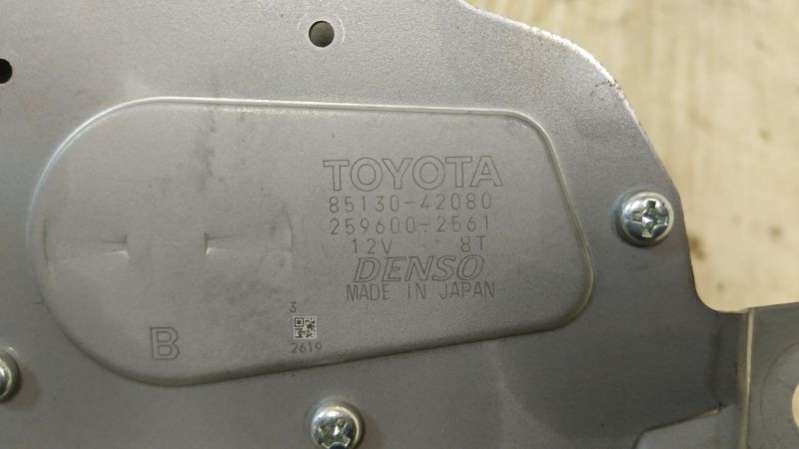 TOYOTA
85130-42080
259600-2561
12V 8T
DENSO
MADE IN JAPAN
3
B
2619